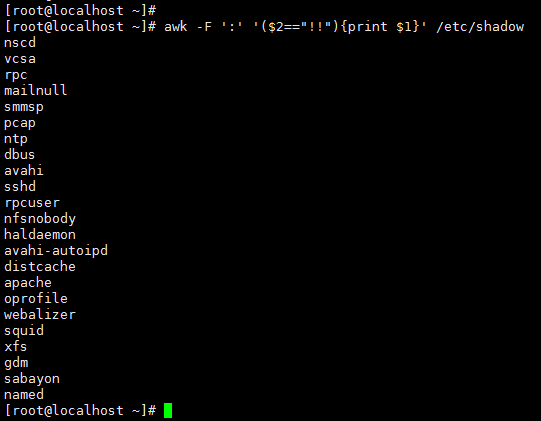 [root@localhost ~]#
[root@localhost ~]# awk -F ':' '($2=="!!"){print $1}' /etc/shadow
nscd
vcsa
rpc
mailnull
smmsp
pcap
ntp
dbus
avahi
sshd
rpcuser
nfsnobody
haldaemon
avahi-autoipd
distcache
apache
oprofile
webalizer
squid
xfs
gdm
sabayon
named
[root@localhost ~]#